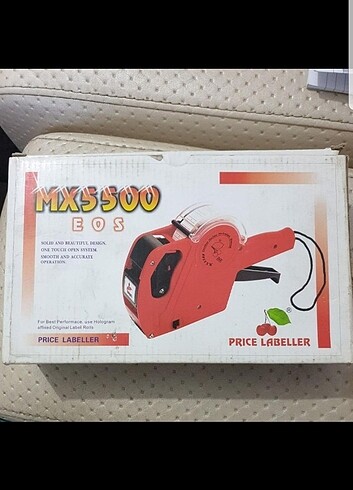 MX5500
EOS
SOLID AND BEAUTIFUL DESIGN.
ONE TOUCH OPEN SYSTEM.
SMOOTH AND ACCURATE
OPERATION.
For Best Performace, use Hologram
affixed Original Label Rolls
PRICE LABELLER
®
PRICE LABELLER